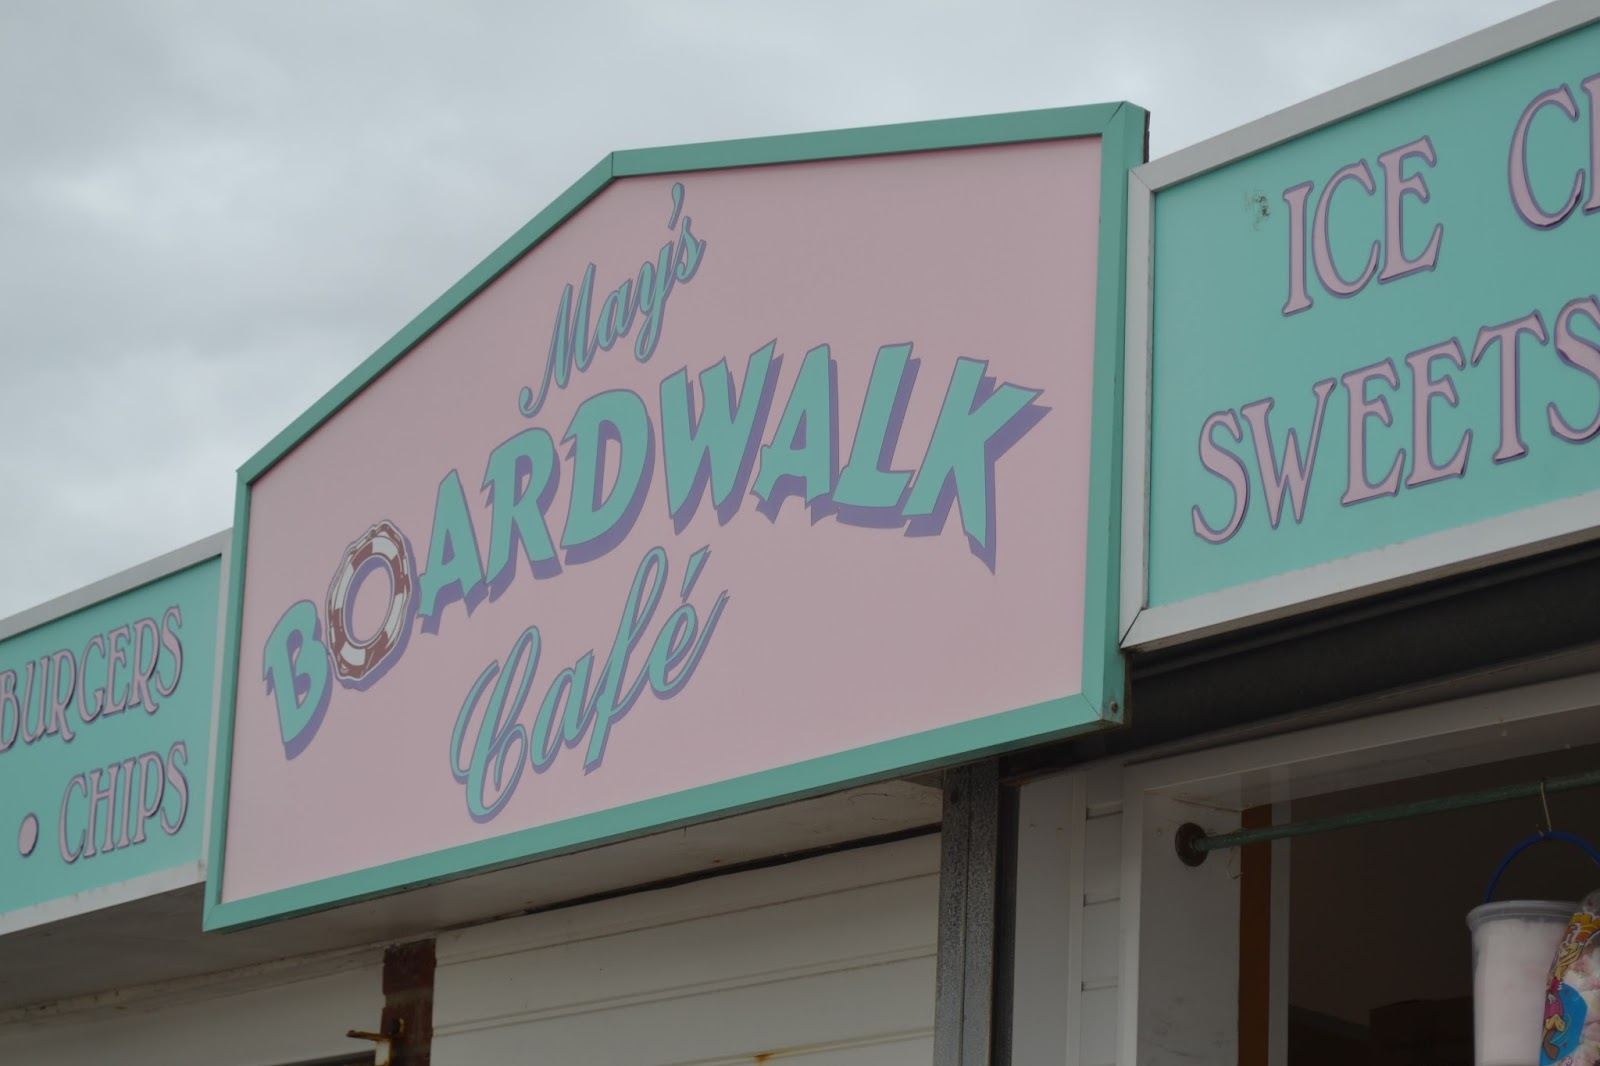 May's
BOARDWALK
Café
BURGERS
• CHIPS
ICE
SWEETS